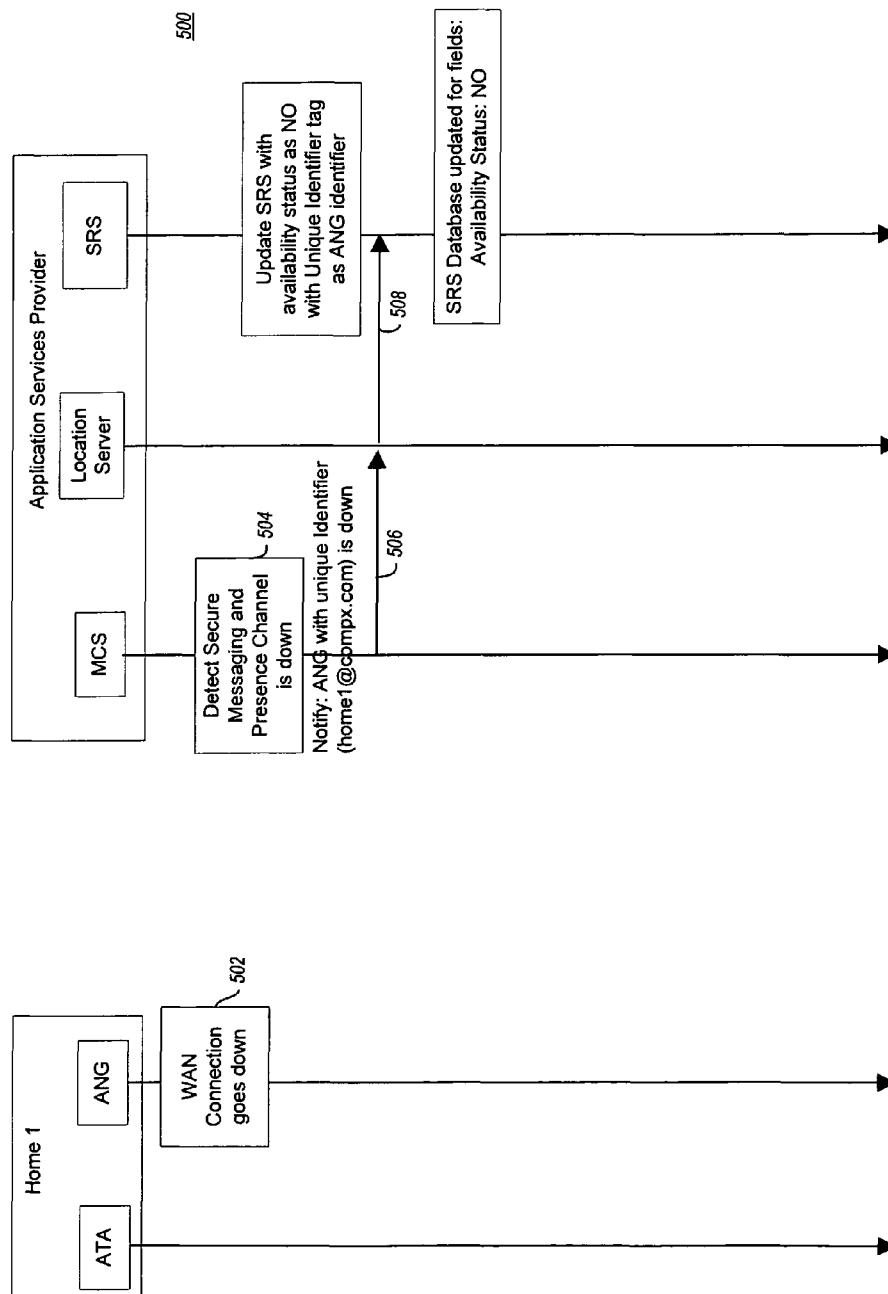 500
Home 1
ATA
ANG
Application Services Provider
MCS
Location
Server
SRS
WAN
Connection
goes down
502
Detect Secure
Messaging and
Presence Channel
is down
504
Notify: ANG with unique Identifier
(home1@compx.com) is down
506
Update SRS with
availability status as NO
with Unique Identifier tag
as ANG identifier
508
SRS Database updated for fields:
Availability Status: NO